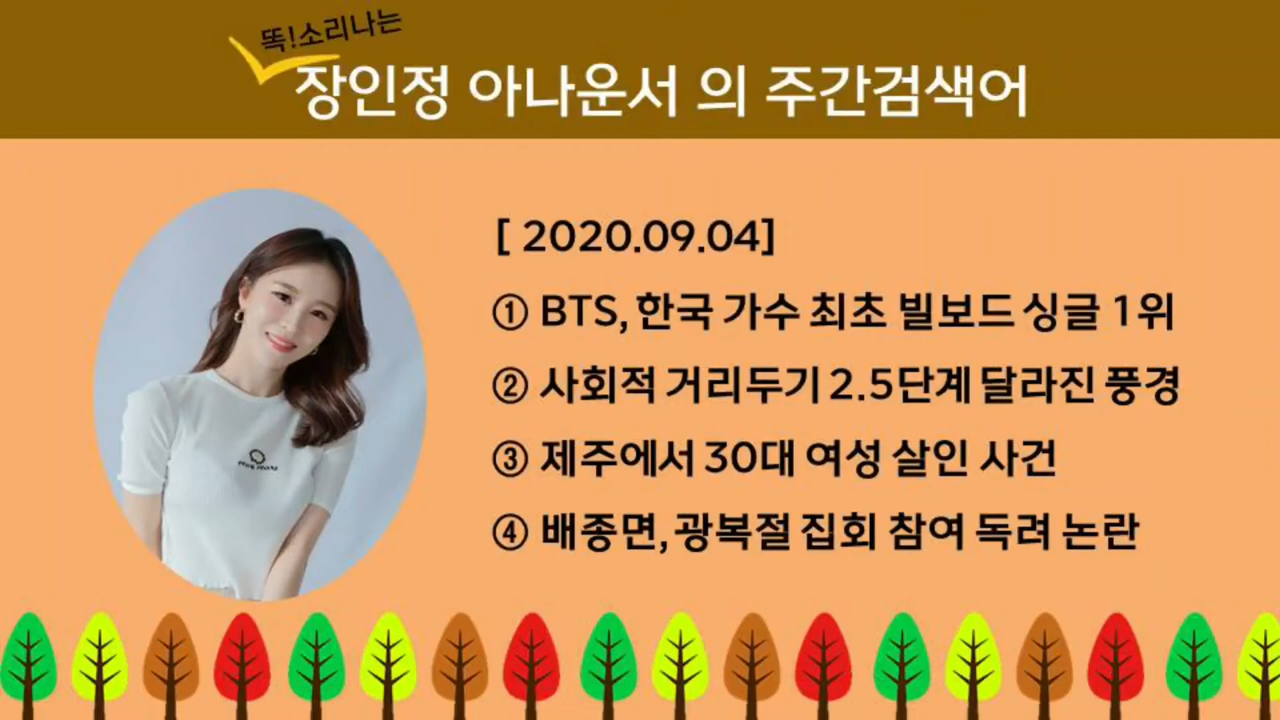 똑!소리나는
장인정 아나운서 의 주간검색어
[ 2020.09.04]
① BTS, 한국 가수 최초 빌보드 싱글 1위
② 사회적 거리두기 2.5단계 달라진 풍경
③ 제주에서 30대 여성 살인 사건
④ 배종면, 광복절 집회 참여 독려 논란